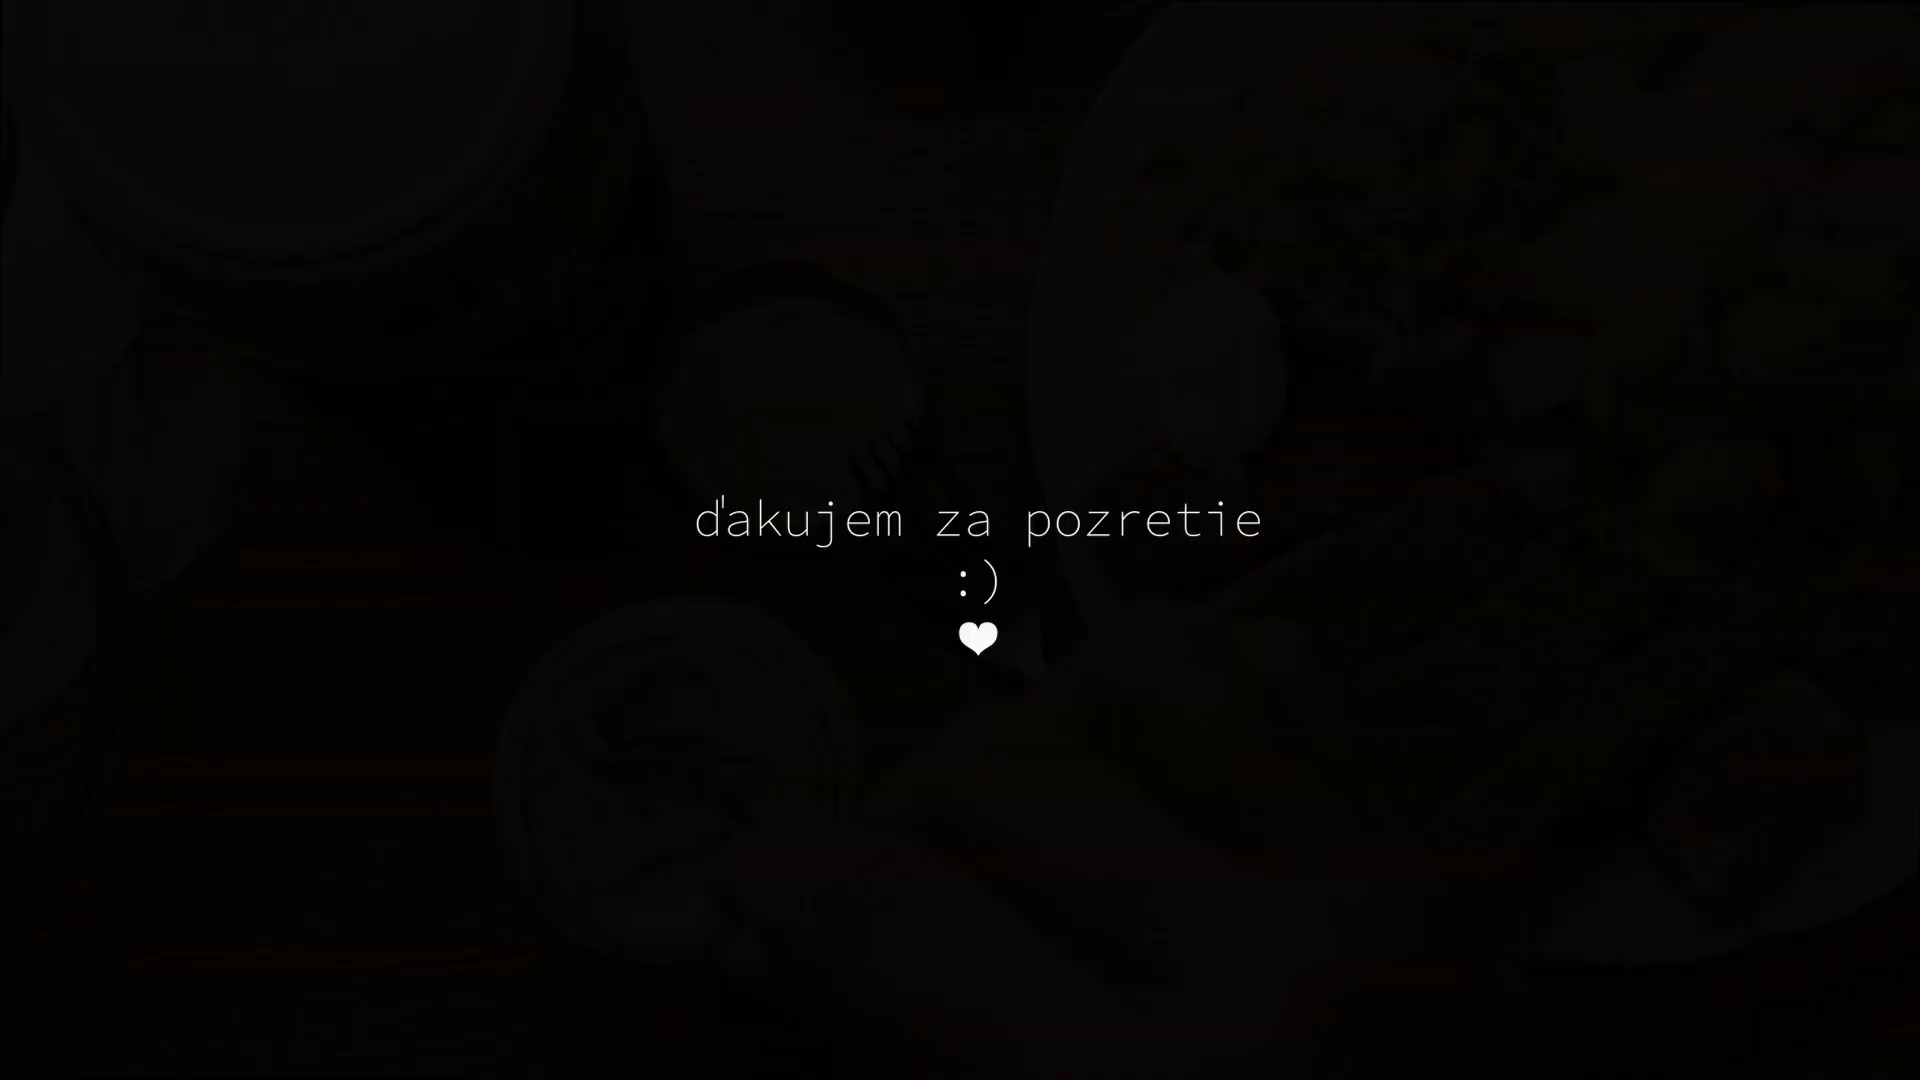 ďakujem za pozretie
:)
❤